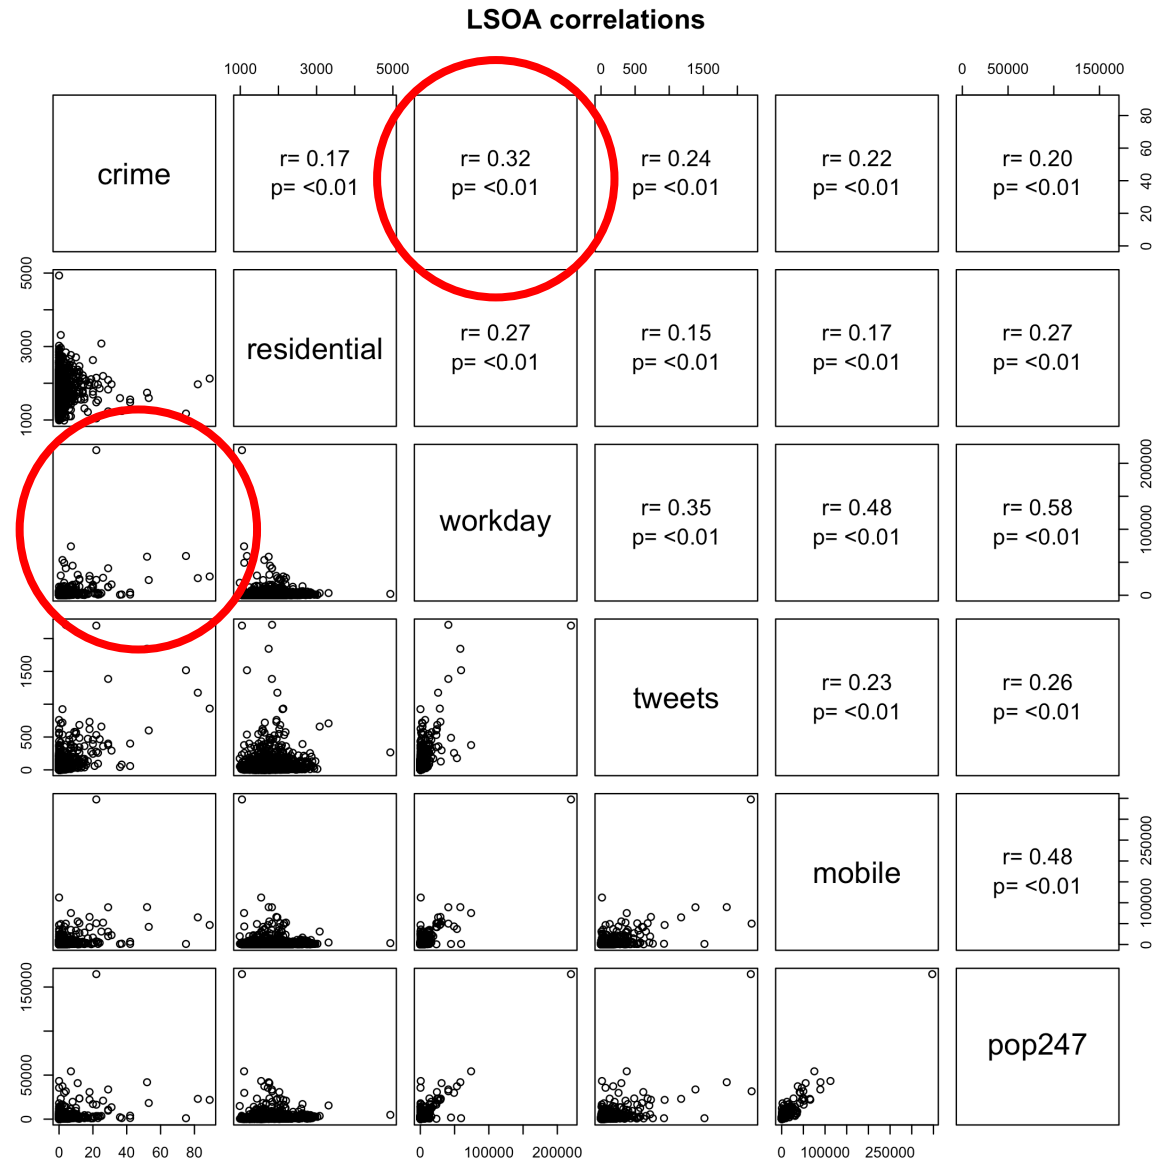 LSOA correlations
1000 3000 5000 0 500 1500 0 50000 150000
crime
r= 0.17
p= <0.01
r= 0.32
p= <0.01
r= 0.24
p= <0.01
r= 0.22
p= <0.01
r= 0.20
p= <0.01
0 20 40 60 80
1000 3000 5000
residential
r= 0.27
p= <0.01
r= 0.15
p= <0.01
r= 0.17
p= <0.01
r= 0.27
p= <0.01
workday
r= 0.35
p= <0.01
r= 0.48
p= <0.01
r= 0.58
p= <0.01
0 100000 200000
0 500 1500
tweets
r= 0.23
p= <0.01
r= 0.26
p= <0.01
mobile
r= 0.48
p= <0.01
0 100000 250000
0 50000 150000
pop247
0 20 40 60 80 0 100000 200000 0 100000 250000